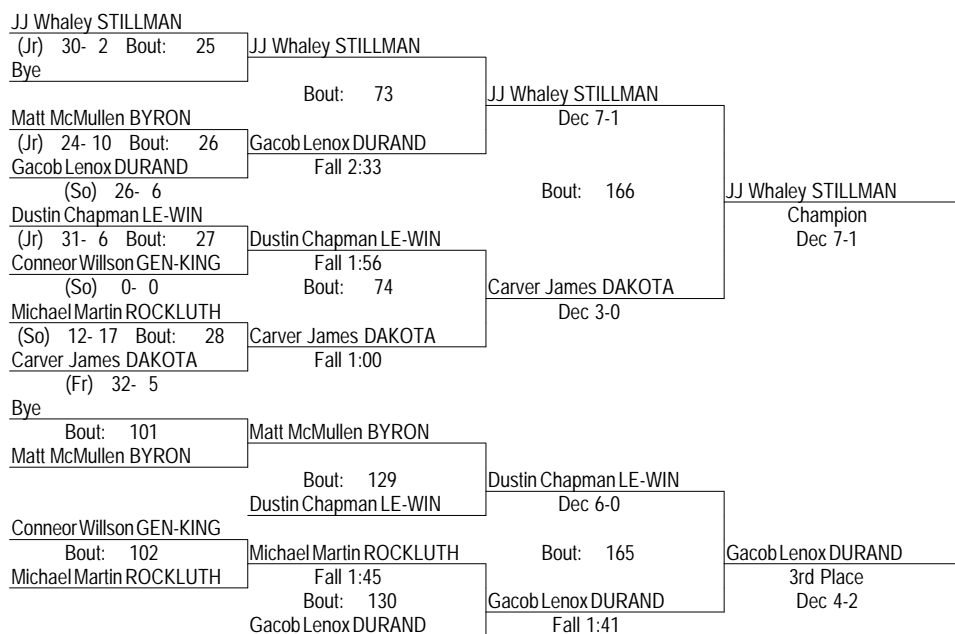 JJ Whaley STILLMAN
(Jr) 30- 2 Bout: 25
Bye
JJ Whaley STILLMAN
Bout: 73
JJ Whaley STILLMAN
Dec 7-1
Matt McMullen BYRON
(Jr) 24- 10 Bout: 26
Gacob Lenox DURAND
(So) 26- 6
Gacob Lenox DURAND
Fall 2:33
Bout: 166
JJ Whaley STILLMAN
Champion
Dec 7-1
Dustin Chapman LE-WIN
(Jr) 31- 6 Bout: 27
Conneor Willson GEN-KING
(So) 0- 0
Dustin Chapman LE-WIN
Fall 1:56
Bout: 74
Carver James DAKOTA
Dec 3-0
Michael Martin ROCKLUTH
(So) 12- 17 Bout: 28
Carver James DAKOTA
(Fr) 32- 5
Carver James DAKOTA
Fall 1:00
Bye
Bout: 101
Matt McMullen BYRON
Matt McMullen BYRON
Bout: 129
Dustin Chapman LE-WIN
Dustin Chapman LE-WIN
Dec 6-0
Conneor Willson GEN-KING
Bout: 102
Michael Martin ROCKLUTH
Michael Martin ROCKLUTH
Fall 1:45
Bout: 130
Gacob Lenox DURAND
Bout: 165
Gacob Lenox DURAND
Fall 1:41
Gacob Lenox DURAND
3rd Place
Dec 4-2